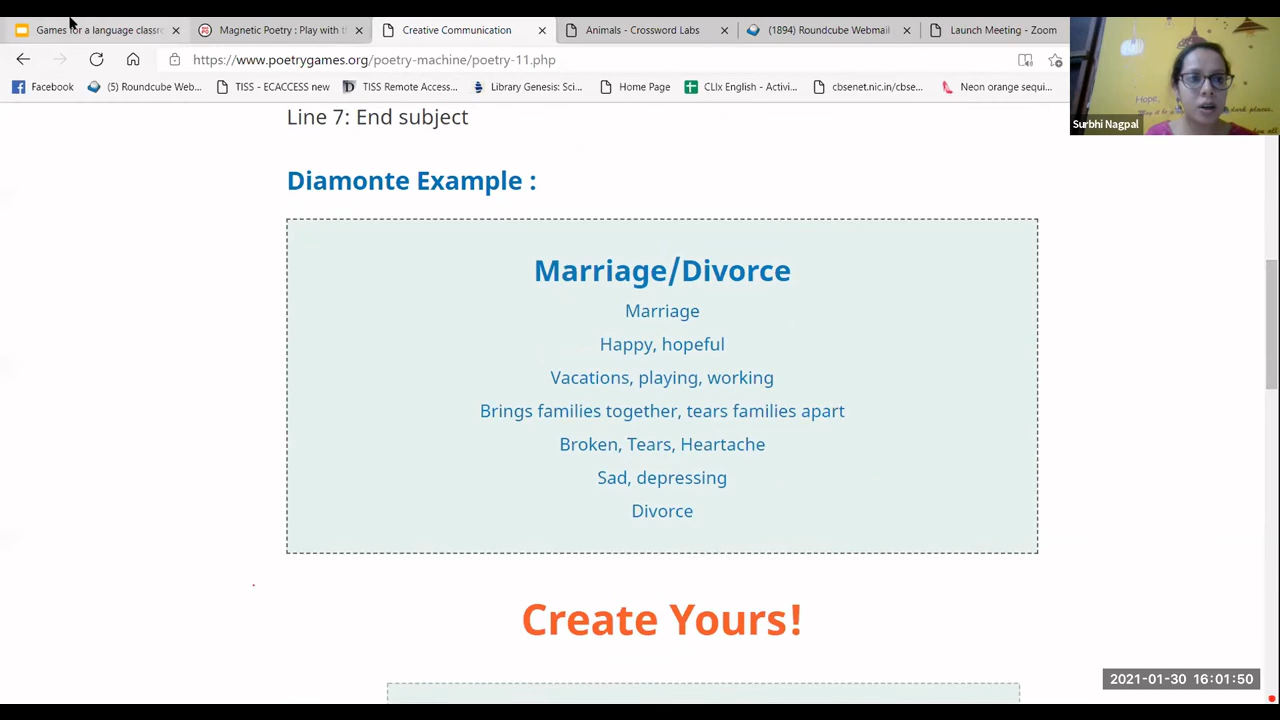 Games for a language classr
Magnetic Poetry : Play with t
Creative Communication
Animals - Crossword Labs
(1894) Roundcube Webmail
Launch Meeting - Zoom
https://www.poetrygames.org/poetry-machine/poetry-11.php
Facebook
(5) Roundcube Web...
TISS - ECACCESS new
TISS Remote Access...
Library Genesis: Sci...
Home Page
CLIx English - Activi...
cbsenet.nic.in/cbse...
Neon orange sequi...
Hope,
dark places,
Surbhi Nagpal
Line 7: End subject
Diamonte Example :
Marriage/Divorce
Marriage
Happy, hopeful
Vacations, playing, working
Brings families together, tears families apart
Broken, Tears, Heartache
Sad, depressing
Divorce
Create Yours!
2021-01-30 16:01:50